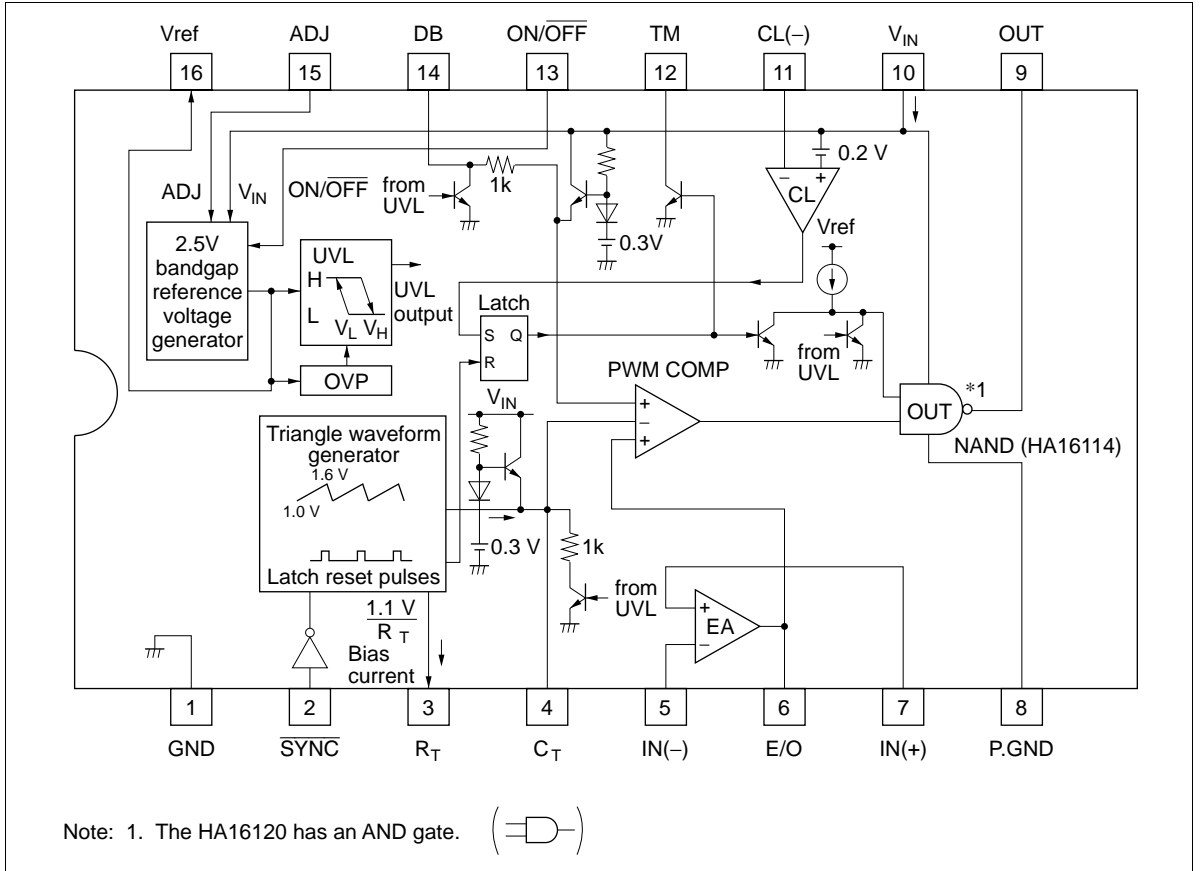 Vref ADJ DB ON/OFF TM CL(−) VIN OUT
16 15 14 13 12 11 10 9
0.2 V
1k
ADJ VIN ON/OFF from UVL
CL
0.3V
Vref
2.5V bandgap reference voltage generator
UVL
H
L
VL VH
UVL output
Latch
S Q
R
from UVL
OVP
PWM COMP
+
−
+
OUT *1
NAND (HA16114)
VIN
Triangle waveform generator
1.6 V
1.0 V
0.3 V
1k
Latch reset pulses
from UVL
1.1 V
RT
Bias current
+
EA
−
1 2 3 4 5 6 7 8
GND SYNC RT CT IN(−) E/O IN(+) P.GND
Note: 1. The HA16120 has an AND gate.